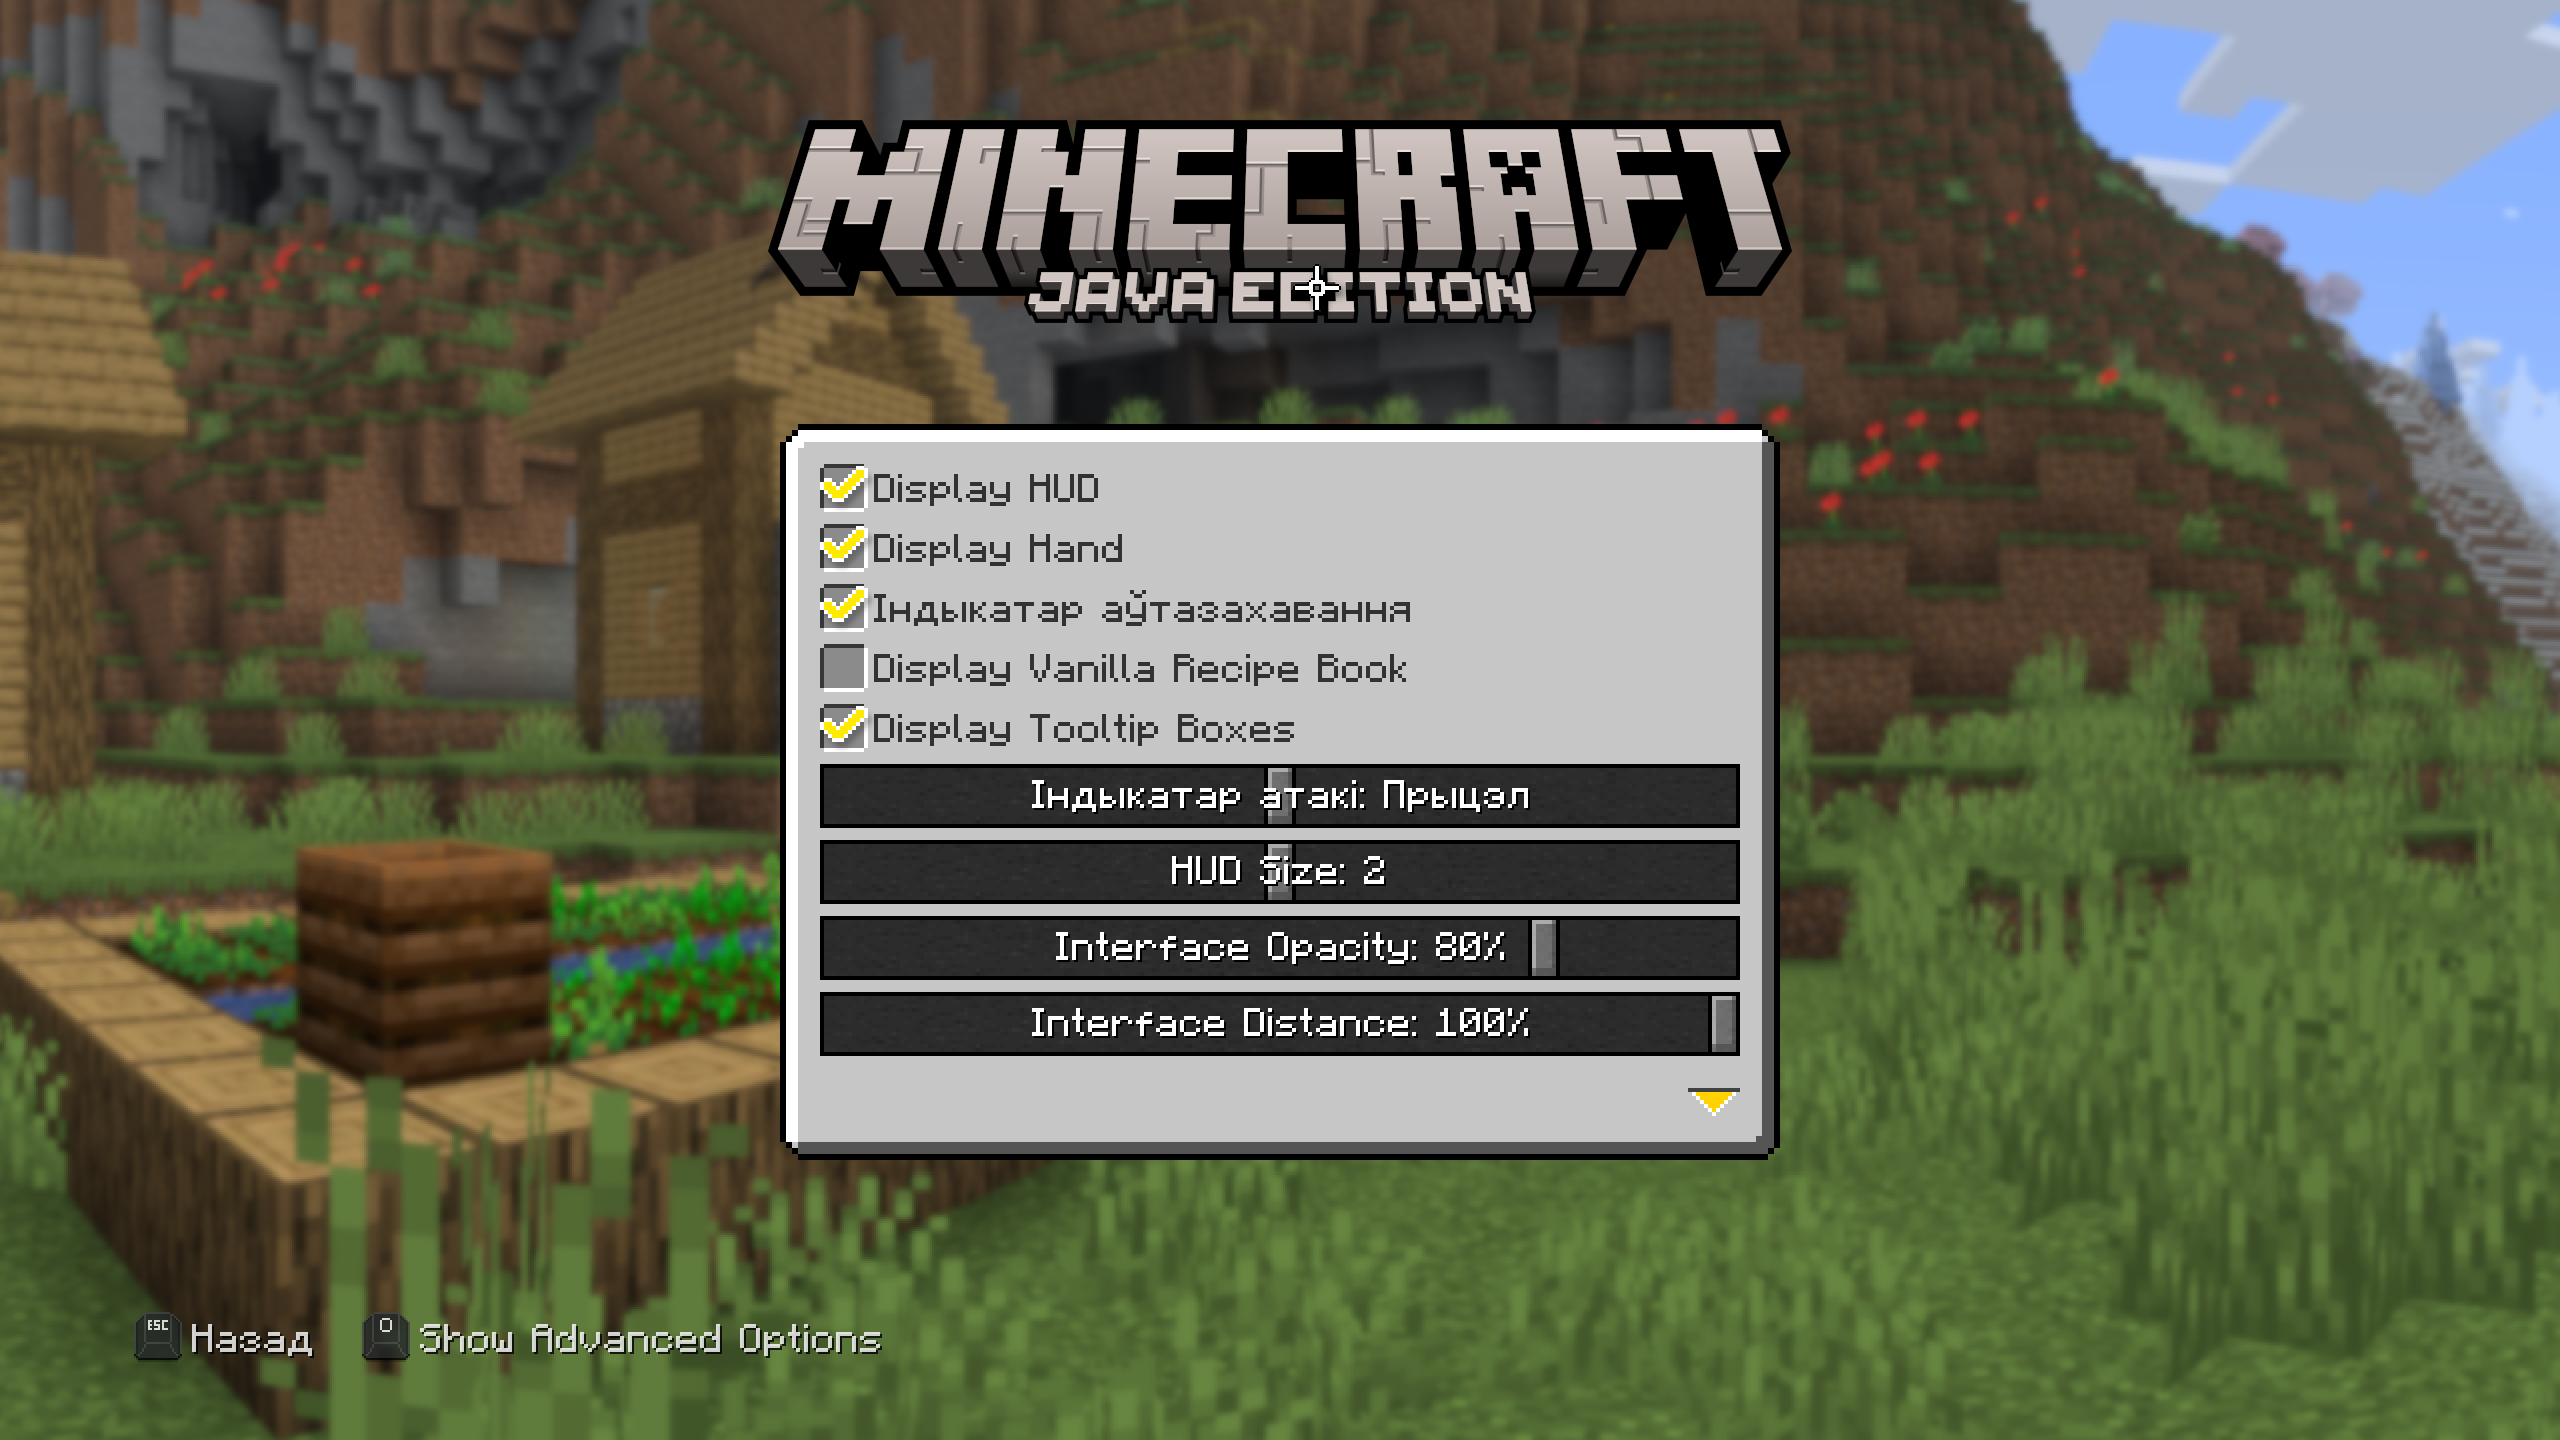 MINECRAFT
JAVA EDITION
Display HUD
Display Hand
Індыкатар аўтазахавання
Display Vanilla Recipe Book
Display Tooltip Boxes
Індыкатар атакі: Прыцэл
HUD Size: 2
Interface Opacity: 80%
Interface Distance: 100%
ESC Назад O Show Advanced Options